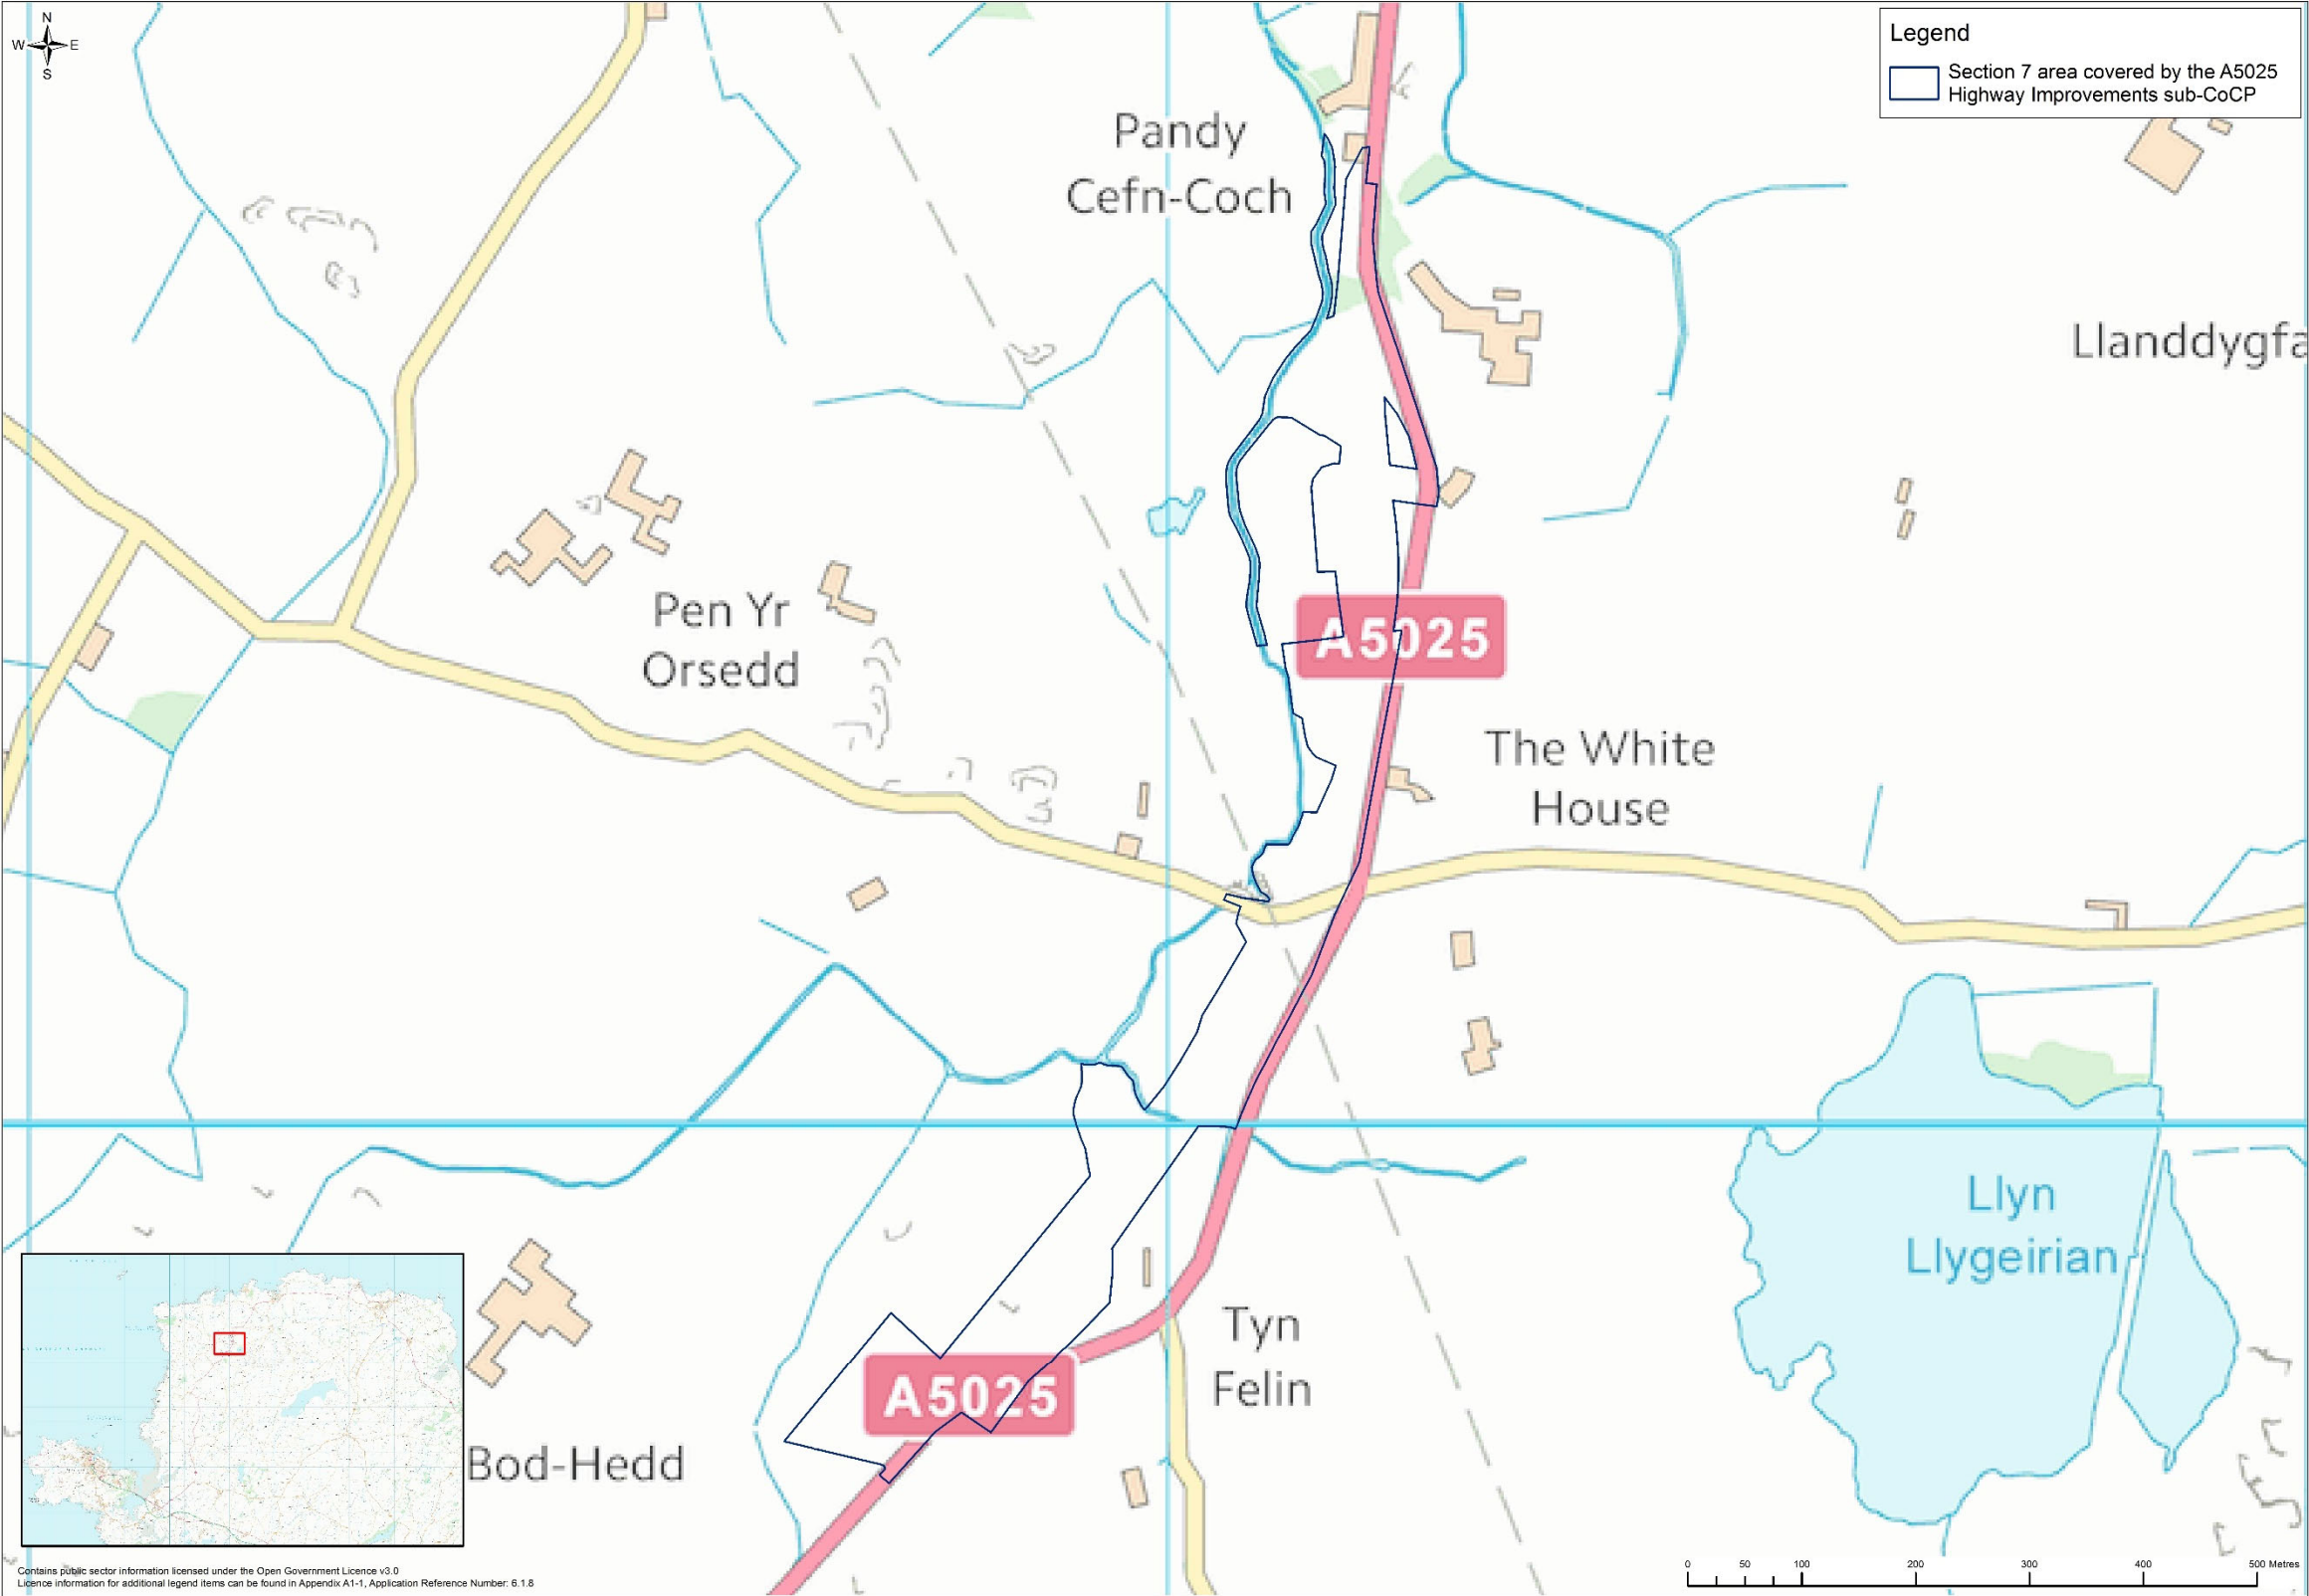 N
W E
S
Legend
Section 7 area covered by the A5025
Highway Improvements sub-CoCP
Pandy
Cefn-Coch
Llanddygfa
Pen Yr
Orsedd
A5025
The White
House
Llyn
Llygeirian
Tyn
Felin
A5025
Bod-Hedd
0 50 100 200 300 400 500 Metres
Contains public sector information licensed under the Open Government Licence v3.0
Licence information for additional legend items can be found in Appendix A1-1, Application Reference Number: 6.1.8